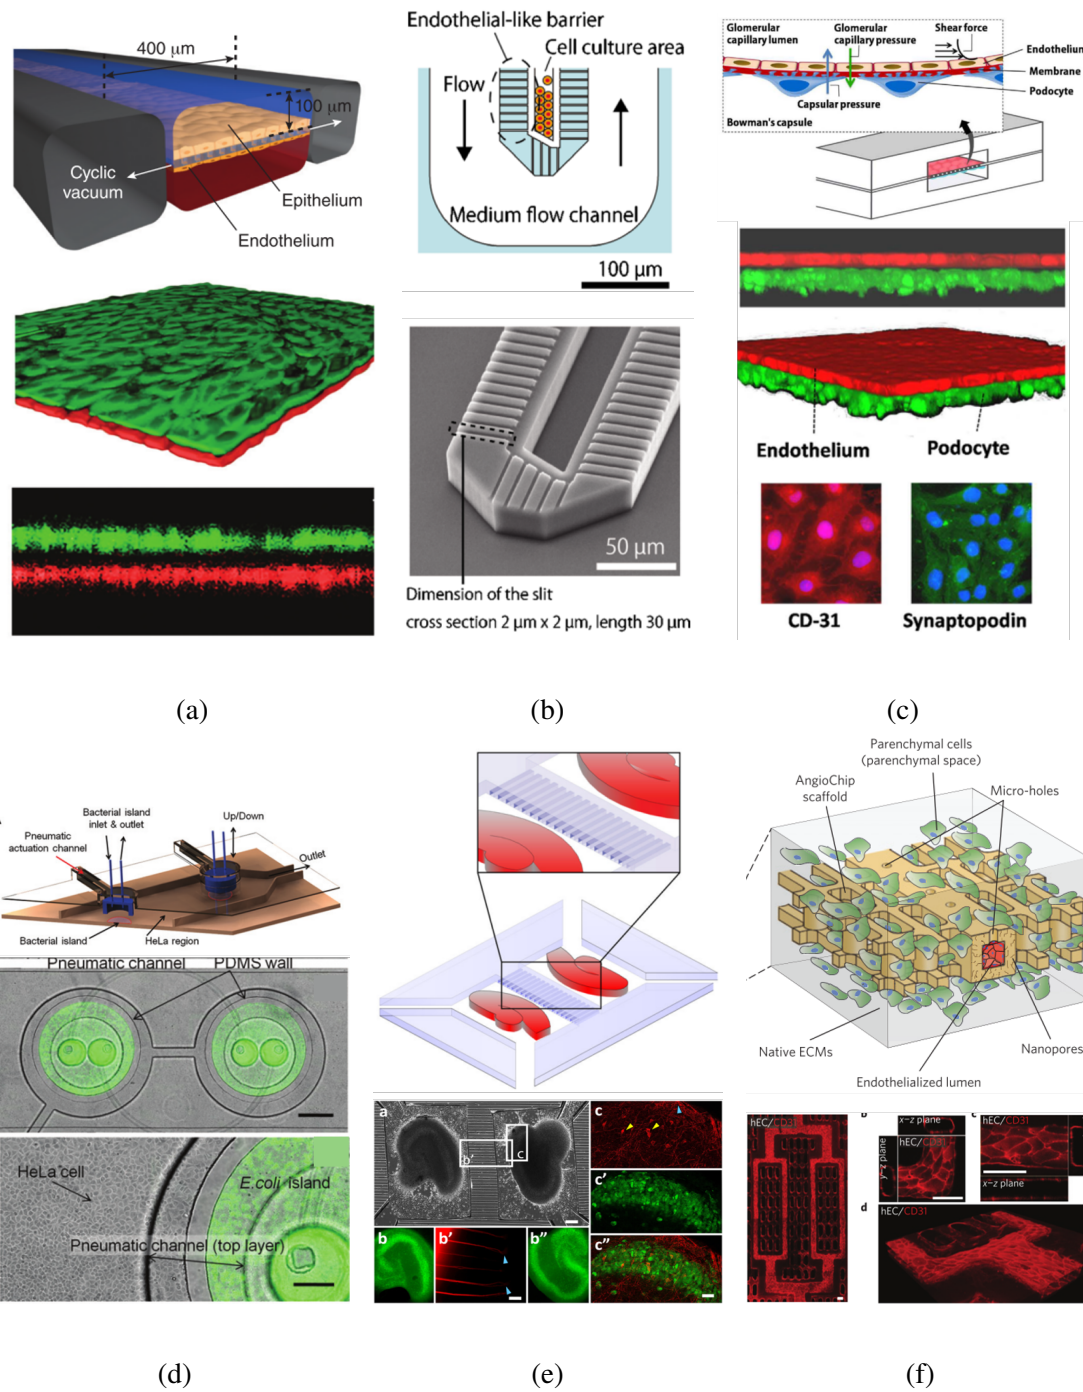 400 μm
100 μm
Cyclic
vacuum
Epithelium
Endothelium
(a)
Endothelial-like barrier
Cell culture area
Flow
Medium flow channel
100 μm
50 μm
Dimension of the slit
cross section 2 μm x 2 μm, length 30 μm
(b)
Glomerular
capillary lumen
Glomerular
capillary pressure
Shear force
Endothelium
Membrane
Podocyte
Capsular pressure
Bowman's capsule
Endothelium
Podocyte
CD-31
Synaptopodin
(c)
Bacterial island
inlet & outlet
Up/Down
Pneumatic
actuation channel
Outlet
Bacterial island
HeLa region
Pneumatic channel
PDMS wall
HeLa cell
E.coli island
Pneumatic channel (top layer)
(d)
a
b'
c
c
c'
b
b'
b''
c''
(e)
Parenchymal cells
(parenchymal space)
AngioChip
scaffold
Micro-holes
Native ECMs
Nanopores
Endothelialized lumen
hEC/CD31
b
x–z plane
y–z plane
hEC/CD31
c
hEC/CD31
x–z plane
d
hEC/CD31
(f)